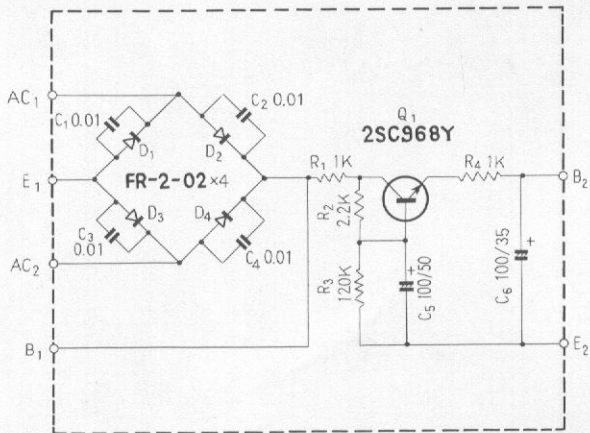 AC1
E1
AC2
B1
C1 0.01
D1
C2 0.01
D2
FR-2-02×4
D3
C3
0.01
D4
C4 0.01
Q1
2SC968Y
R1 1K
R4 1K
R2
2.2K
R3
120K
+
C5 100/50
C6 100/35
+
B2
E2